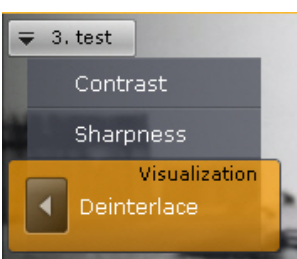 3. test
Contrast
Sharpness
Visualization
Deinterlace